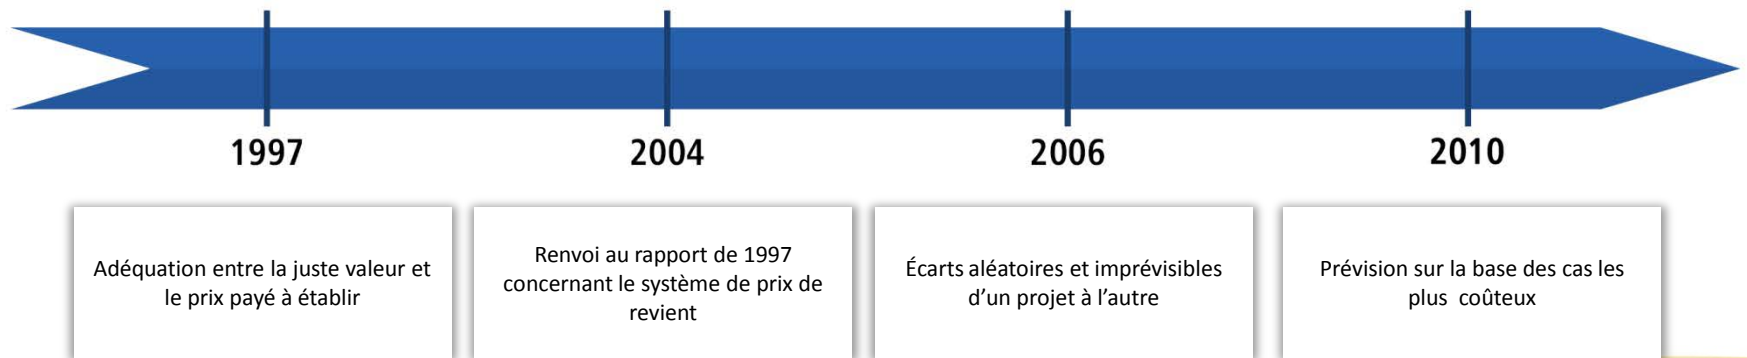 1997
2004
2006
2010
Adéquation entre la juste valeur et
le prix payé à établir
Renvoi au rapport de 1997
concernant le système de prix de
revient
Écarts aléatoires et imprévisibles
d’un projet à l’autre
Prévision sur la base des cas les
plus coûteux